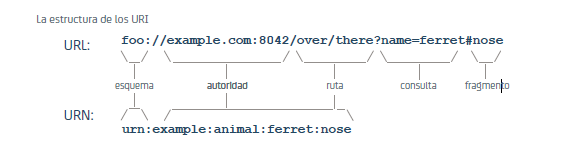 La estructura de los URI
URL: foo://example.com:8042/over/there?name=ferret#nose
esquema autoridad ruta consulta fragmento
URN:
urn:example:animal:ferret:nose